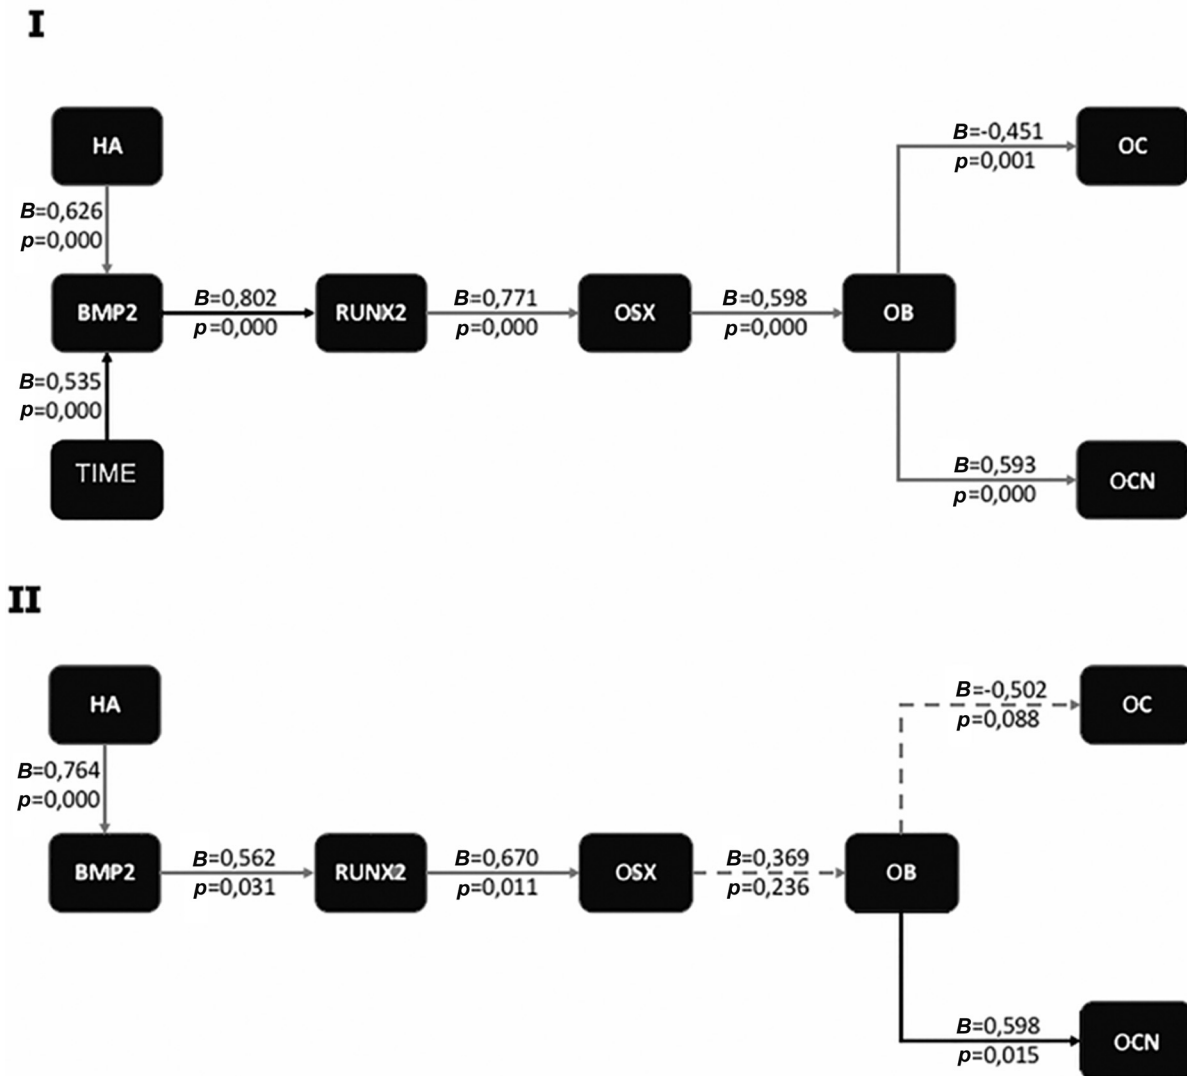 I
HA
B=-0,451
OC
p=0,001
B=0,626
p=0,000
BMP2
B=0,802
p=0,000
RUNX2
B=0,771
p=0,000
OSX
B=0,598
p=0,000
OB
B=0,535
p=0,000
TIME
B=0,593
p=0,000
OCN
II
HA
B=-0,502
p=0,088
OC
B=0,764
p=0,000
BMP2
B=0,562
p=0,031
RUNX2
B=0,670
p=0,011
OSX
B=0,369
p=0,236
OB
B=0,598
p=0,015
OCN